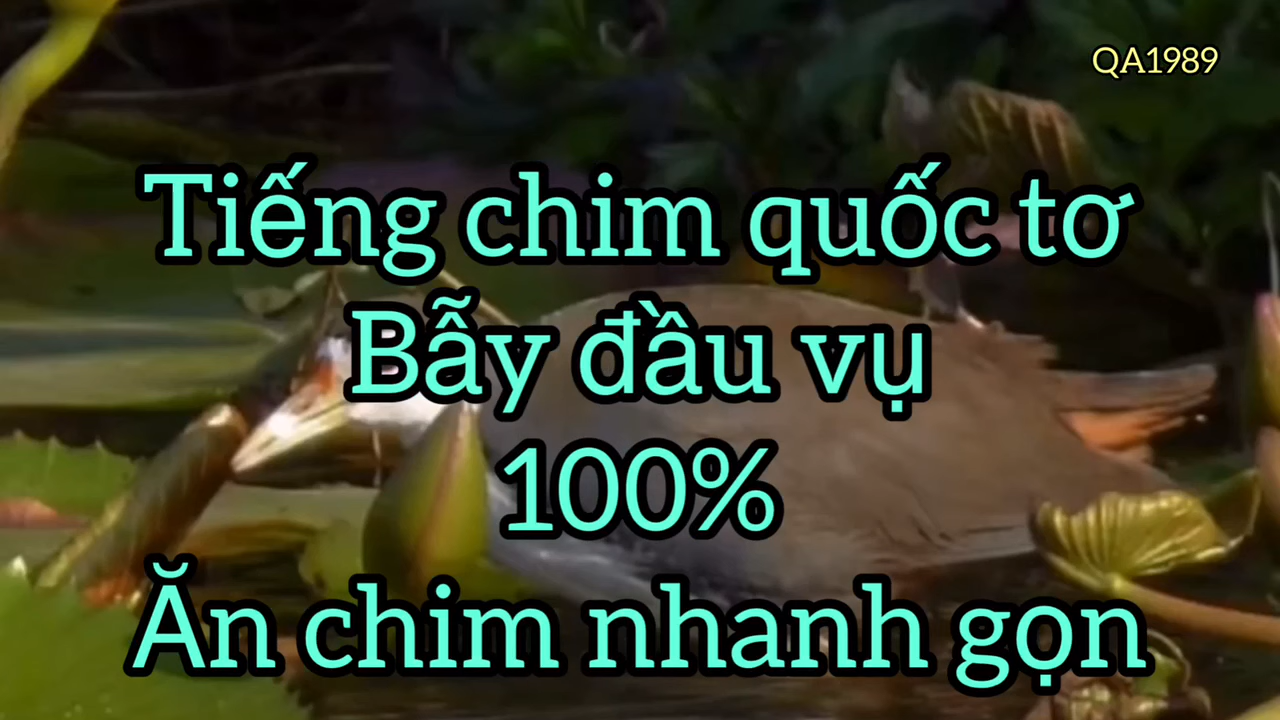 QA1989
Tiếng chim quốc tơ
Bẫy đầu vụ
100%
Ăn chim nhanh gọn